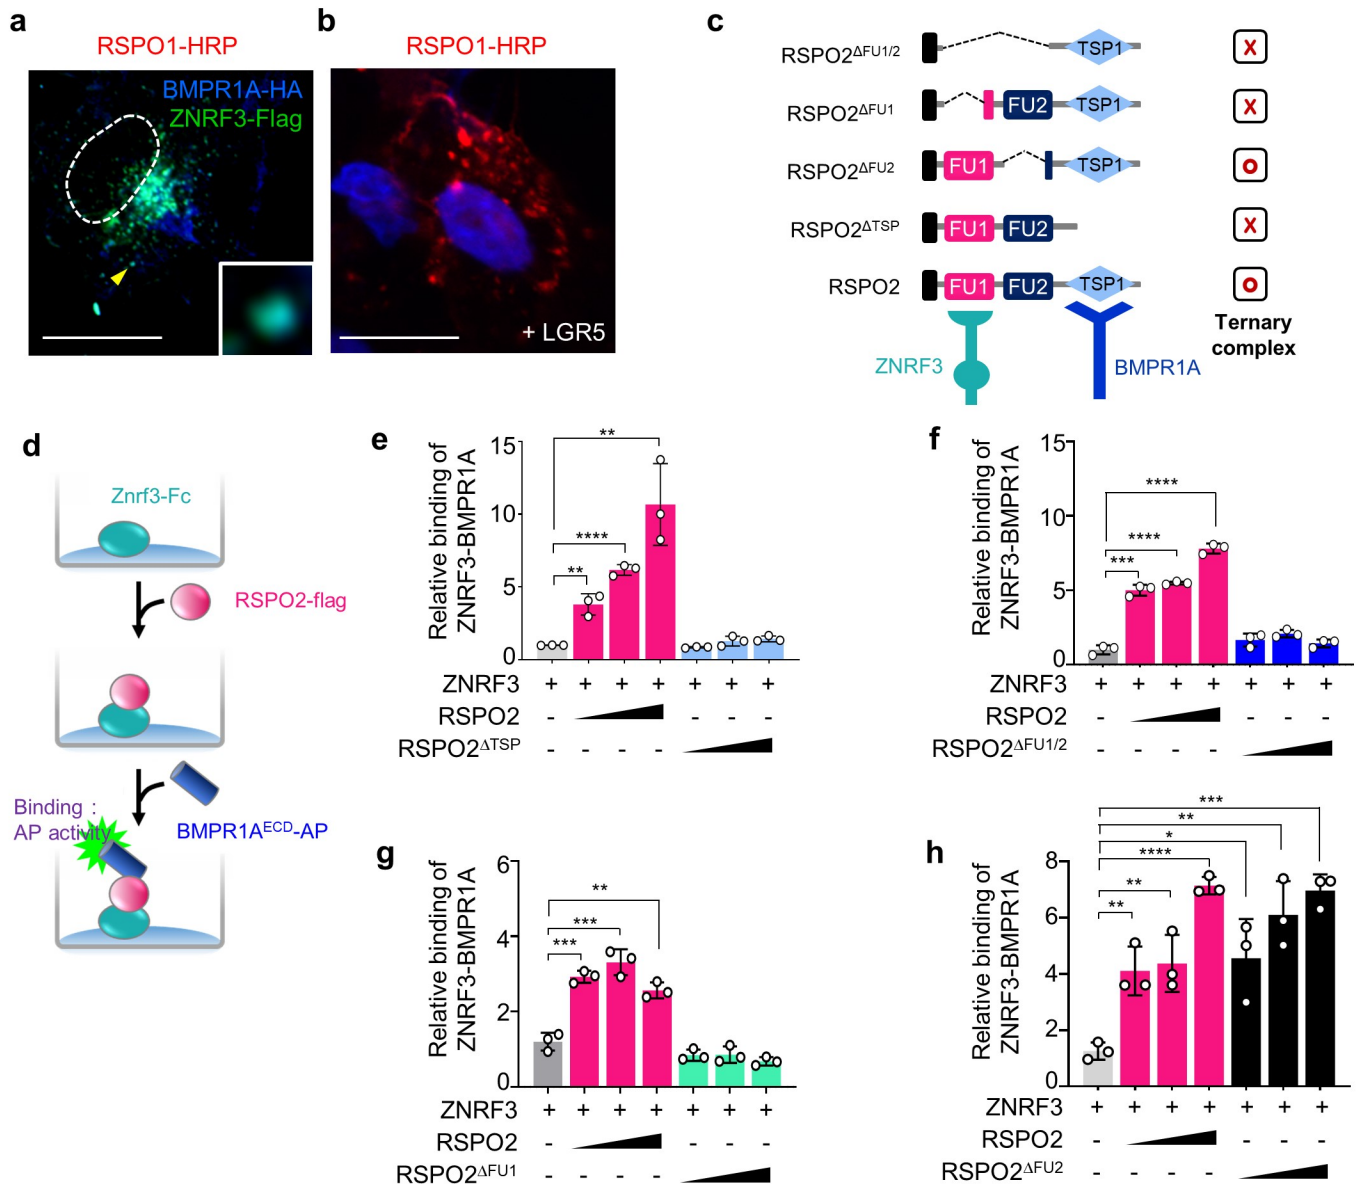 a
RSPO1-HRP
BMPR1A-HA
ZNRF3-Flag
b
RSPO1-HRP
+ LGR5
c
RSPO2ΔFU1/2 TSP1 X
RSPO2ΔFU1 FU2 TSP1 X
RSPO2ΔFU2 FU1 TSP1 O
RSPO2ΔTSP FU1 FU2 X
RSPO2 FU1 FU2 TSP1 O
Ternary
complex
ZNRF3
BMPR1A
d
Znrf3-Fc
RSPO2-flag
Binding :
AP activity
BMPR1AECD-AP
e
Relative binding of
ZNRF3-BMPR1A
15
10
5
0
**
****
**
ZNRF3 + + + + + + +
RSPO2 - - - -
RSPO2ΔTSP - - - -
f
Relative binding of
ZNRF3-BMPR1A
15
10
5
0
****
****
***
ZNRF3 + + + + + + +
RSPO2 - - - -
RSPO2ΔFU1/2 - - - -
g
Relative binding of
ZNRF3-BMPR1A
6
4
2
0
**
***
***
ZNRF3 + + + + + + +
RSPO2 - - - -
RSPO2ΔFU1 - - - -
h
Relative binding of
ZNRF3-BMPR1A
8
6
4
2
0
***
**
*
****
**
**
ZNRF3 + + + + + + +
RSPO2 - - - -
RSPO2ΔFU2 - - - -